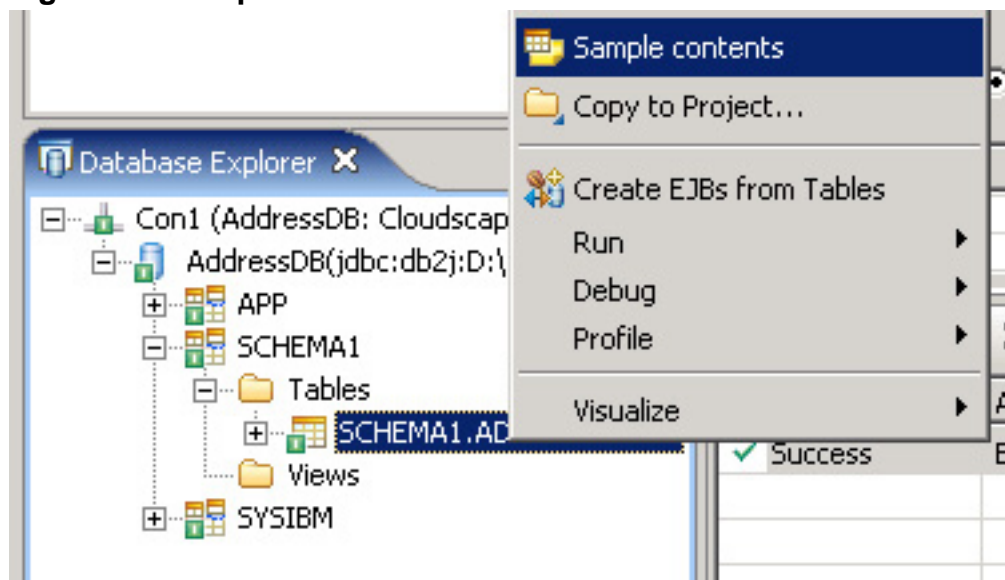 Sample contents
Copy to Project...
Create EJBs from Tables
Run
Debug
Profile
Visualize
Database Explorer
Con1 (AddressDB: Cloudscap
AddressDB(jdbc:db2j:D:\
APP
SCHEMA1
Tables
SCHEMA1.AD
Views
SYSIBM
Success